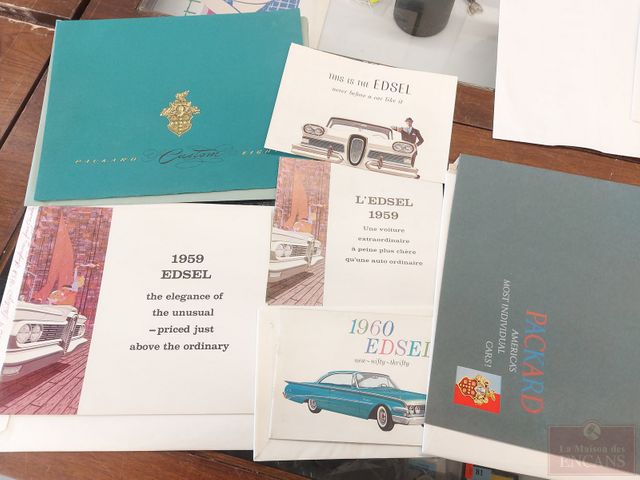 PACKARD Custom EIGHT
THIS IS THE EDSEL
never before a car like it
L'EDSEL
1959
Une voiture
extraordinaire
à peine plus chère
qu'une auto ordinaire
1959
EDSEL
the elegance of
the unusual
—priced just
above the ordinary
1960
EDSEL
new~nifty~thrifty
PACKARD
AMERICA'S
MOST INDIVIDUAL
CARS!
La Maison des
ENCANS